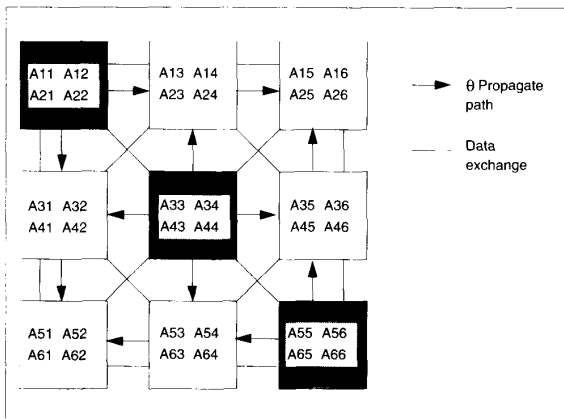 A11 A12
A21 A22
A13 A14
A23 A24
A15 A16
A25 A26
θ Propagate
path
Data
exchange
A31 A32
A41 A42
A33 A34
A43 A44
A35 A36
A45 A46
A51 A52
A61 A62
A53 A54
A63 A64
A55 A56
A65 A66